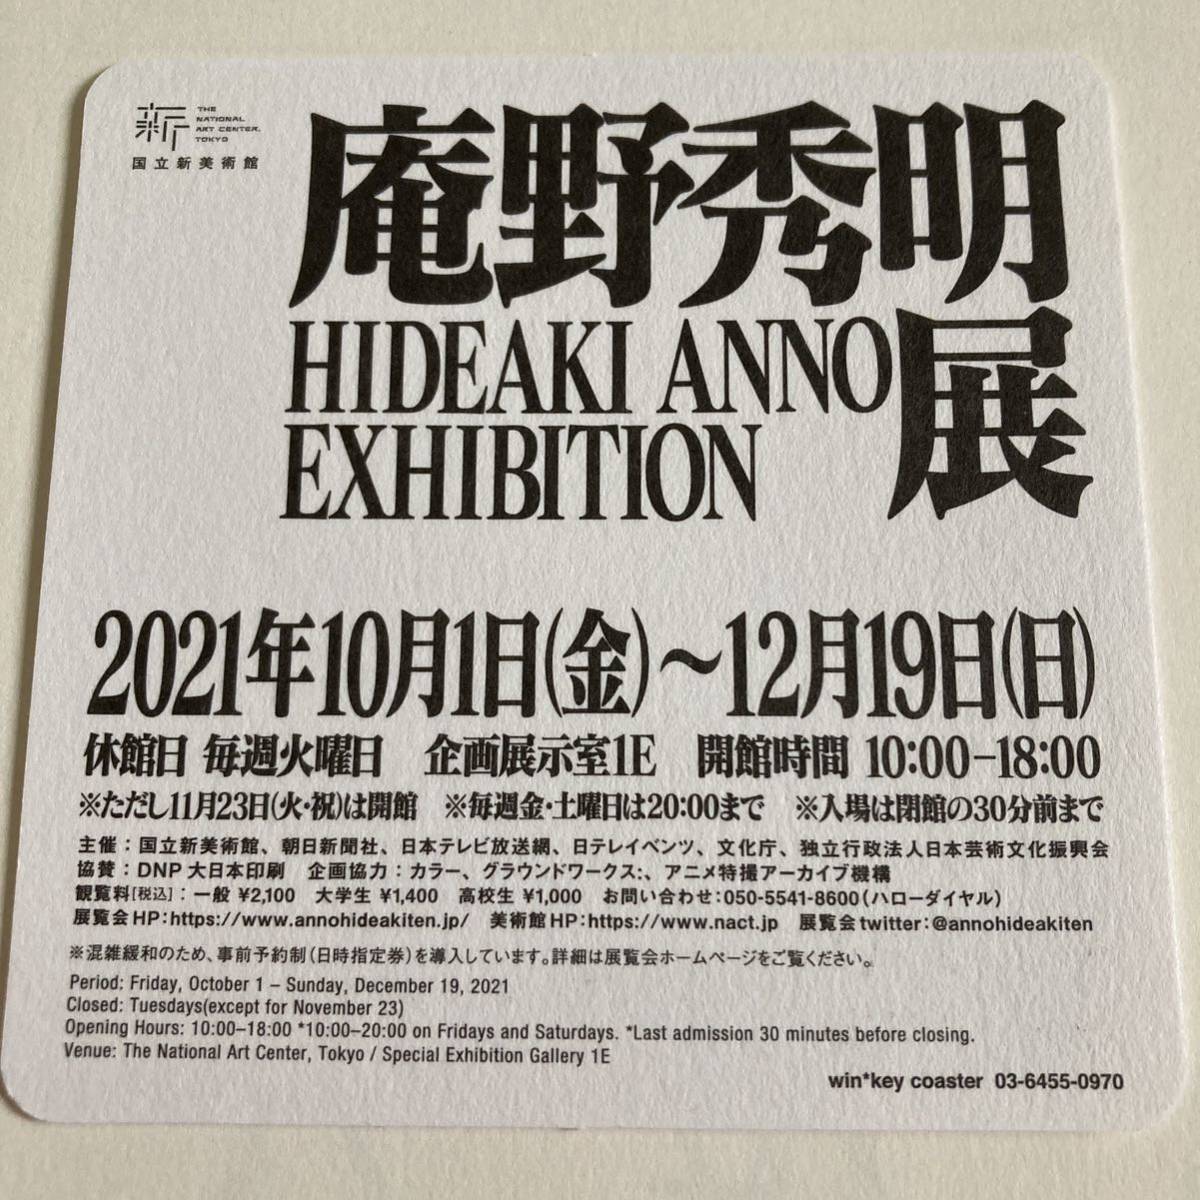 新
THE
NATIONAL
ART CENTER,
TOKYO
国立新美術館
庵野秀明
展
HIDEAKI ANNO
EXHIBITION
2021年10月1日(金)～12月19日(日)
休館日 毎週火曜日 企画展示室1E 開館時間 10:00–18:00
※ただし11月23日(火・祝)は開館 ※毎週金・土曜日は20:00まで ※入場は閉館の30分前まで
主催：国立新美術館、朝日新聞社、日本テレビ放送網、日テレイベンツ、文化庁、独立行政法人日本芸術文化振興会
協賛：DNP 大日本印刷 企画協力：カラー、グラウンドワークス:、アニメ特撮アーカイブ機構
観覧料[税込]：一般 ¥2,100 大学生 ¥1,400 高校生 ¥1,000 お問い合わせ：050-5541-8600（ハローダイヤル）
展覧会HP：https://www.annohideakiten.jp/ 美術館HP：https://www.nact.jp 展覧会twitter：@annohideakiten
※混雑緩和のため、事前予約制（日時指定券）を導入しています。詳細は展覧会ホームページをご覧ください。
Period: Friday, October 1 – Sunday, December 19, 2021
Closed: Tuesdays(except for November 23)
Opening Hours: 10:00–18:00 *10:00–20:00 on Fridays and Saturdays. *Last admission 30 minutes before closing.
Venue: The National Art Center, Tokyo / Special Exhibition Gallery 1E
win*key coaster 03-6455-0970